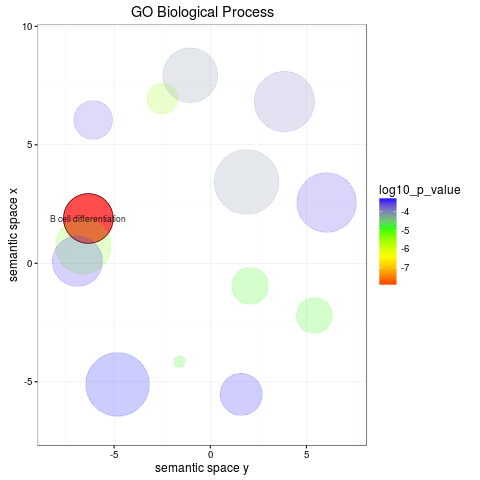 GO Biological Process
10
5
0
-5
semantic space x
B cell differentiation
-5
0
5
semantic space y
log10_p_value
-4
-5
-6
-7